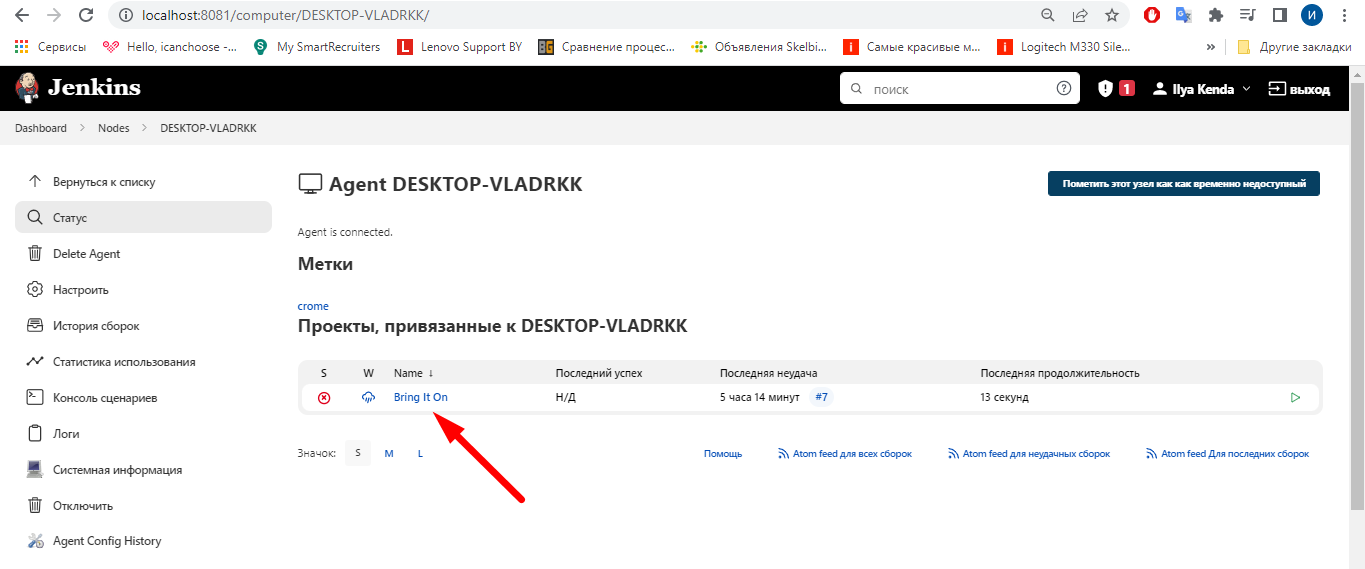 localhost:8081/computer/DESKTOP-VLADRKK/
И
Сервисы Hello, icanchoose -... My SmartRecruiters Lenovo Support BY Сравнение процес... Объявления Skelbi... Самые красивые м... Logitech M330 Sile... » Другие закладки
Jenkins поиск 1 Ilya Kenda выход
Dashboard Nodes DESKTOP-VLADRKK
Вернуться к списку
Статус
Delete Agent
Настроить
История сборок
Статистика использования
Консоль сценариев
Логи
Системная информация
Отключить
Agent Config History
Agent DESKTOP-VLADRKK
Пометить этот узел как как временно недоступный
Agent is connected.
Метки
crome
Проекты, привязанные к DESKTOP-VLADRKK
S W Name ↓ Последний успех Последняя неудача Последняя продолжительность
Bring It On Н/Д 5 часа 14 минут #7 13 секунд
Значок: S M L Помощь Atom feed для всех сборок Atom feed для неудачных сборок Atom feed Для последних сборок